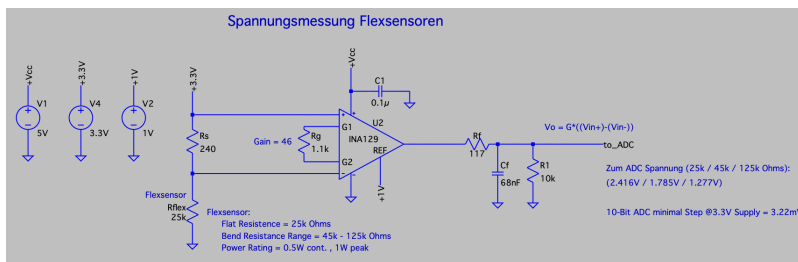 Spannungsmessung Flexsensoren
+Vcc
+3.3V
+1V
+3.3V
+Vcc
V1
5V
V4
3.3V
V2
1V
C1
0.1µ
Rs
240
Gain = 46
Rg
1.1k
G1
G2
U2
INA129
REF
+1V
Rf
117
Cf
68nF
R1
10k
Vo = G*((Vin+)-(Vin-))
to_ADC
Zum ADC Spannung (25k / 45k / 125k Ohms):
(2.416V / 1.785V / 1.277V)
10-Bit ADC minimal Step @3.3V Supply = 3.22m
Flexsensor
Rflex
25k
Flexsensor:
Flat Resistence = 25k Ohms
Bend Resistance Range = 45k - 125k Ohms
Power Rating = 0.5W cont. , 1W peak